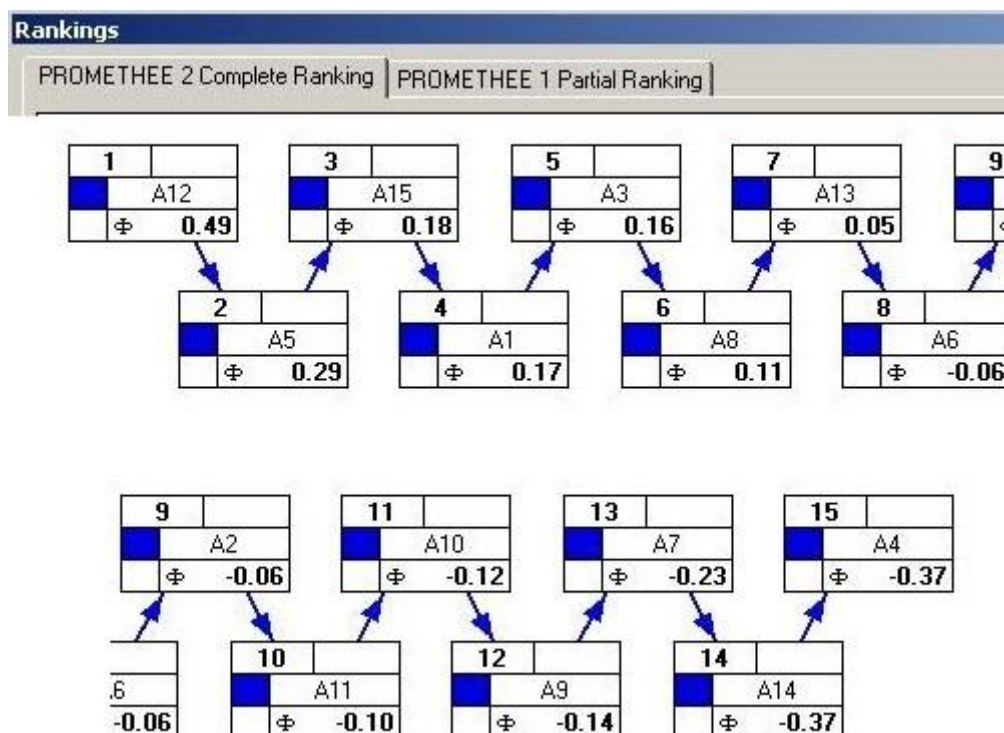 Rankings
PROMETHEE 2 Complete Ranking PROMETHEE 1 Partial Ranking
1 3 5 7 9
A12 A15 A3 A13
Φ 0.49 Φ 0.18 Φ 0.16 Φ 0.05
2 4 6 8
A5 A1 A8 A6
Φ 0.29 Φ 0.17 Φ 0.11 Φ -0.06
9 11 13 15
A2 A10 A7 A4
Φ -0.06 Φ -0.12 Φ -0.23 Φ -0.37
10 12 14
.6 A11 A9 A14
-0.06 Φ -0.10 Φ -0.14 Φ -0.37